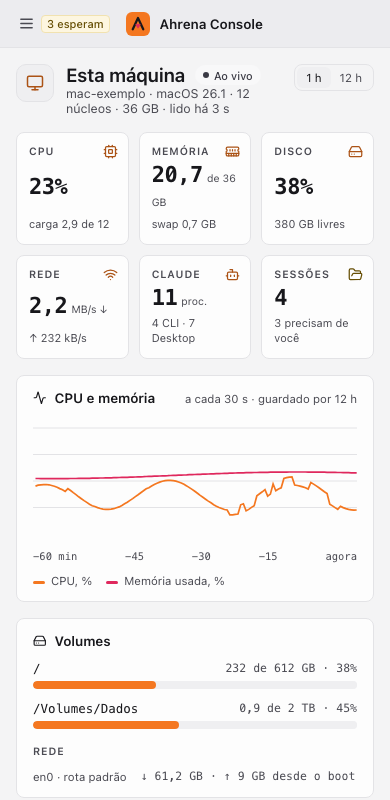 3 esperam
Ahrena Console
Esta máquina
Ao vivo
1 h
12 h
mac-exemplo · macOS 26.1 · 12
núcleos · 36 GB · lido há 3 s
CPU
23%
carga 2,9 de 12
MEMÓRIA
20,7 de 36
GB
swap 0,7 GB
DISCO
38%
380 GB livres
REDE
2,2 MB/s ↓
↑ 232 kB/s
CLAUDE
11 proc.
4 CLI · 7
Desktop
SESSÕES
4
3 precisam de
você
CPU e memória
a cada 30 s · guardado por 12 h
−60 min
−45
−30
−15
agora
CPU, %
Memória usada, %
Volumes
/
232 de 612 GB · 38%
/Volumes/Dados
0,9 de 2 TB · 45%
REDE
en0 · rota padrão
↓ 61,2 GB · ↑ 9 GB desde o boot